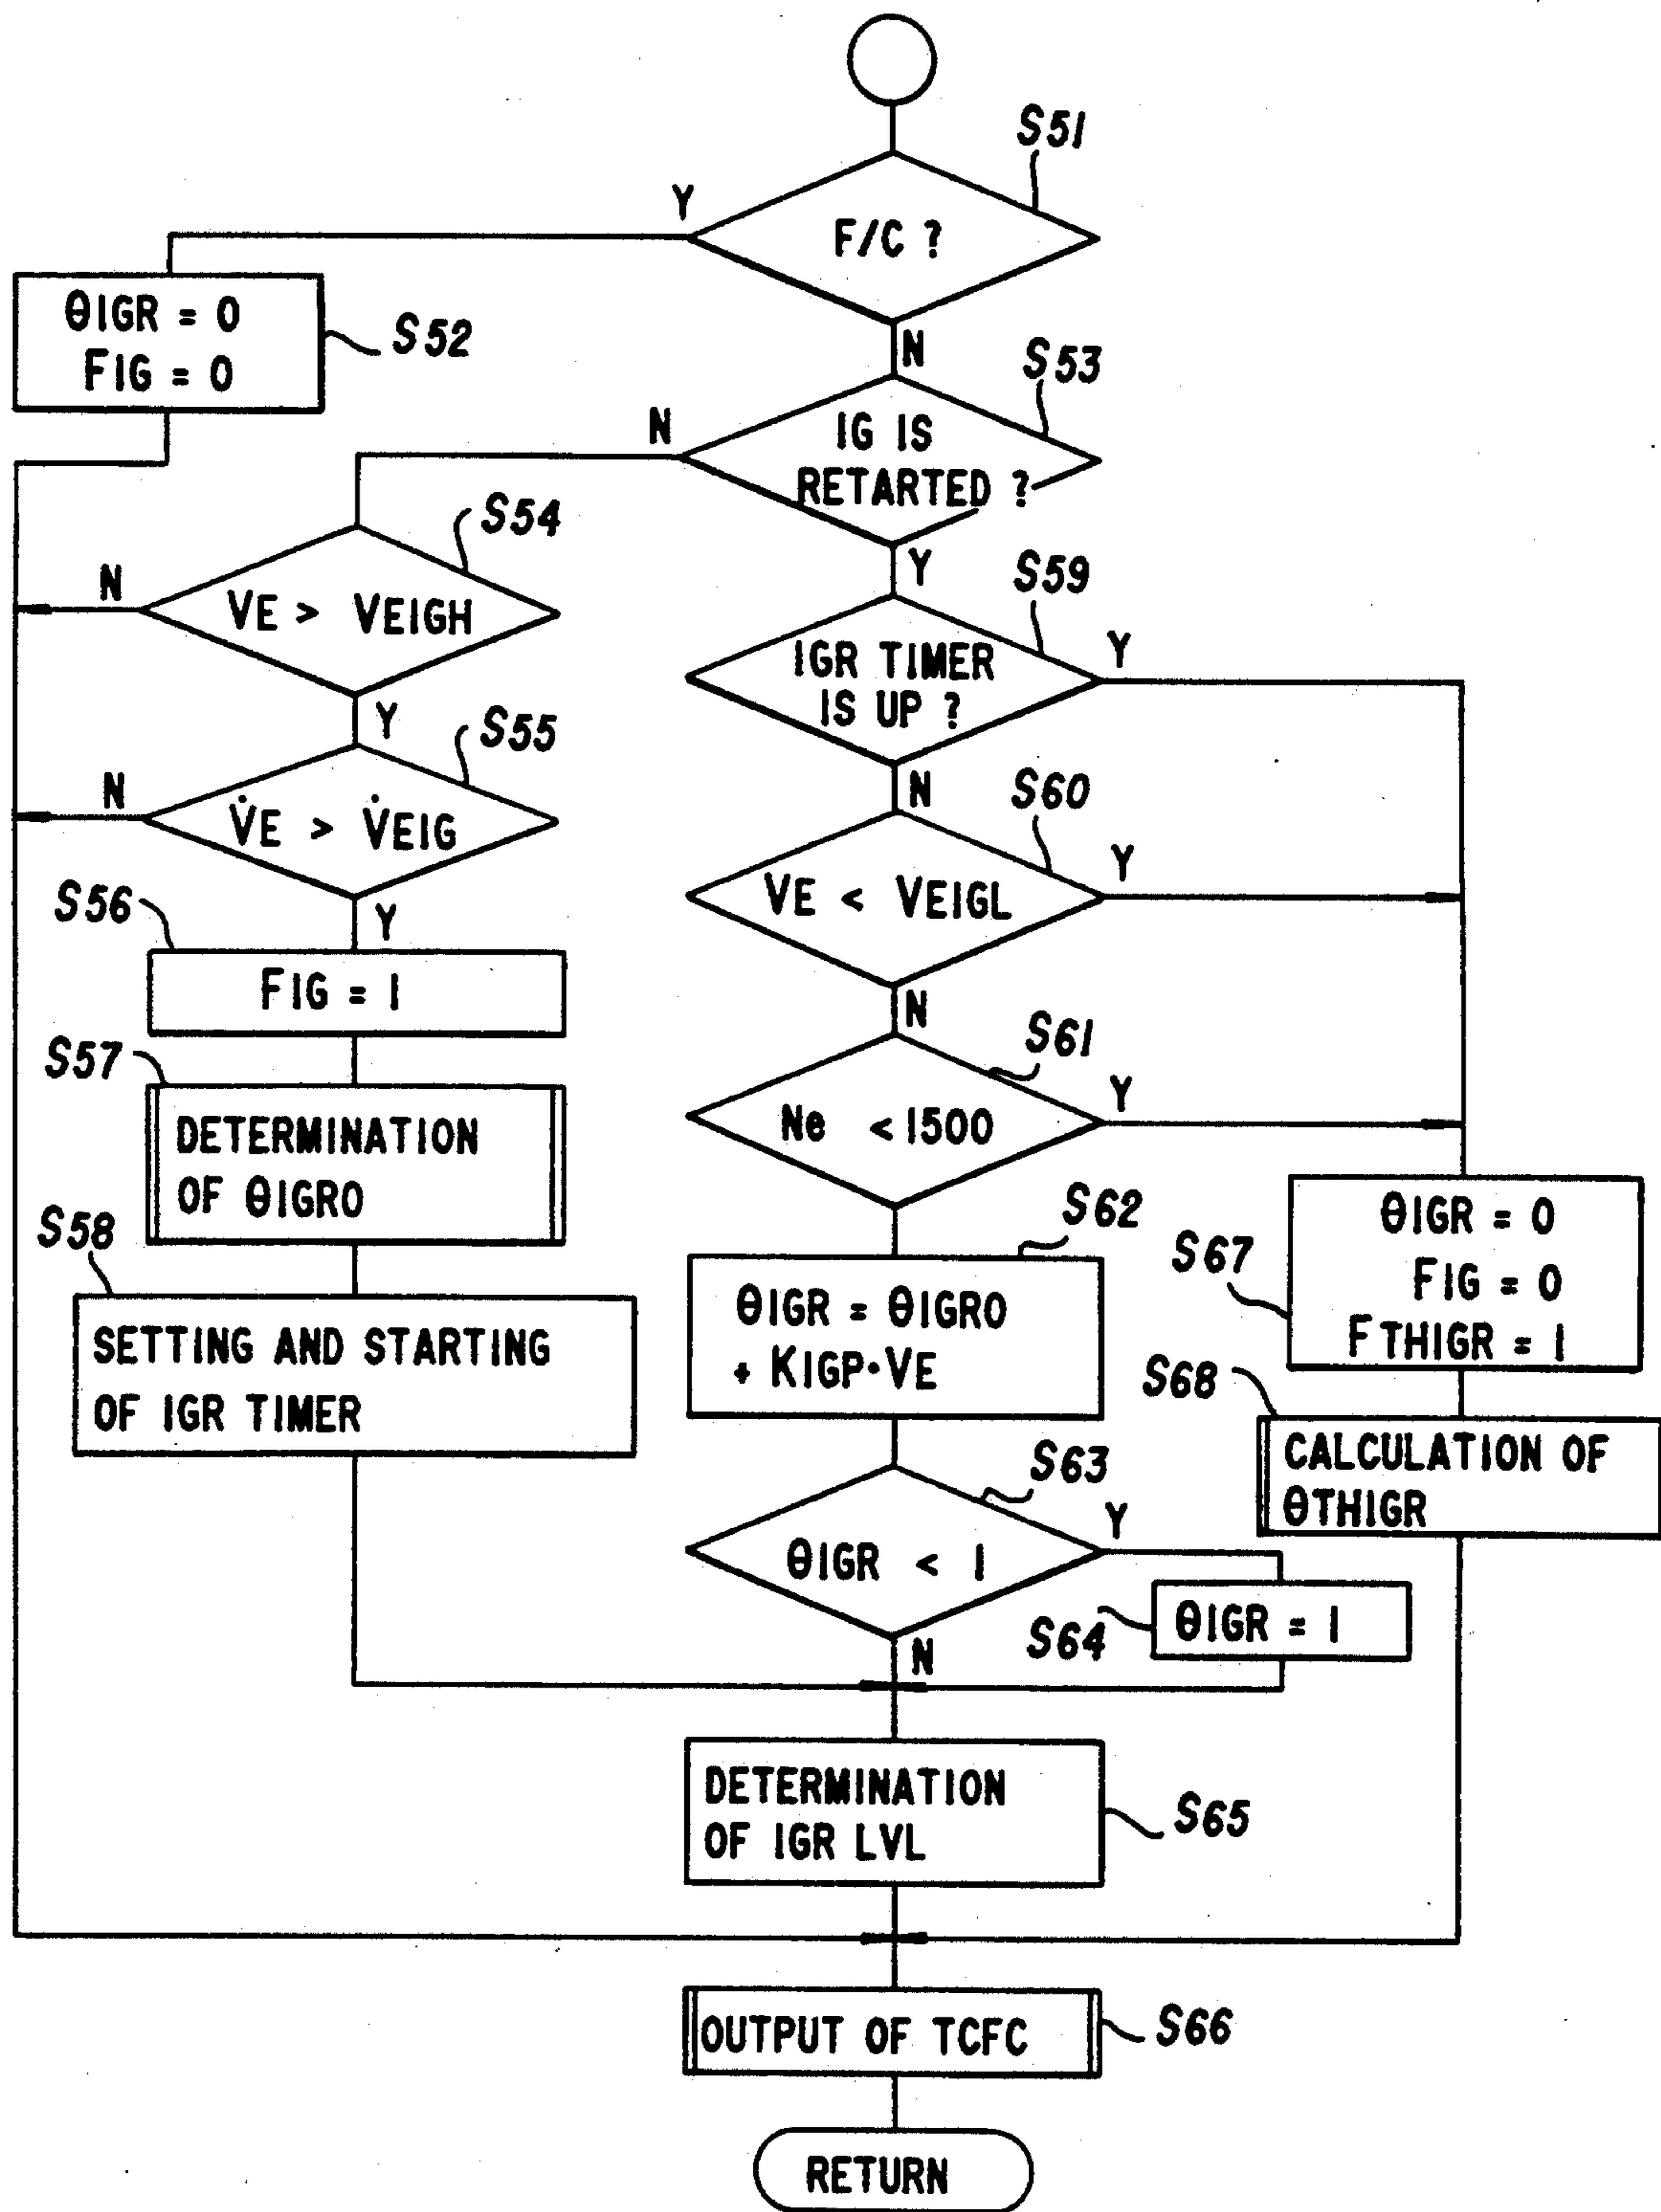 S51
Y
F/C ?
θIGR = 0
FIG = 0
S52
N
S53
N
IG IS
RETARTED ?
S54
N
VE > VEIGH
Y
S59
Y
IGR TIMER
IS UP ?
Y
S55
N
V̇E > V̇EIG
N
S60
Y
VE < VEIGL
S56
Y
FIG = 1
N
S61
Y
Ne < 1500
S57
DETERMINATION
OF θIGRO
S58
SETTING AND STARTING
OF IGR TIMER
S62
θIGR = θIGRO
+ KIGP·VE
S67
θIGR = 0
FIG = 0
FTHIGR = 1
S68
CALCULATION OF
θTHIGR
S63
Y
θIGR < 1
S64
θIGR = 1
N
DETERMINATION
OF IGR LVL
S65
OUTPUT OF TCFC
S66
RETURN